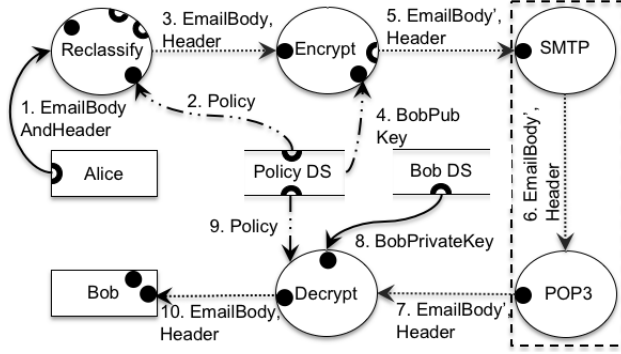 3. EmailBody,
Header
5. EmailBody',
Header
Reclassify
Encrypt
SMTP
1. EmailBody
AndHeader
2. Policy
4. BobPub
Key
6. EmailBody',
Header
Alice
Policy DS
Bob DS
9. Policy
8. BobPrivateKey
Bob
Decrypt
POP3
10. EmailBody,
Header
7. EmailBody',
Header